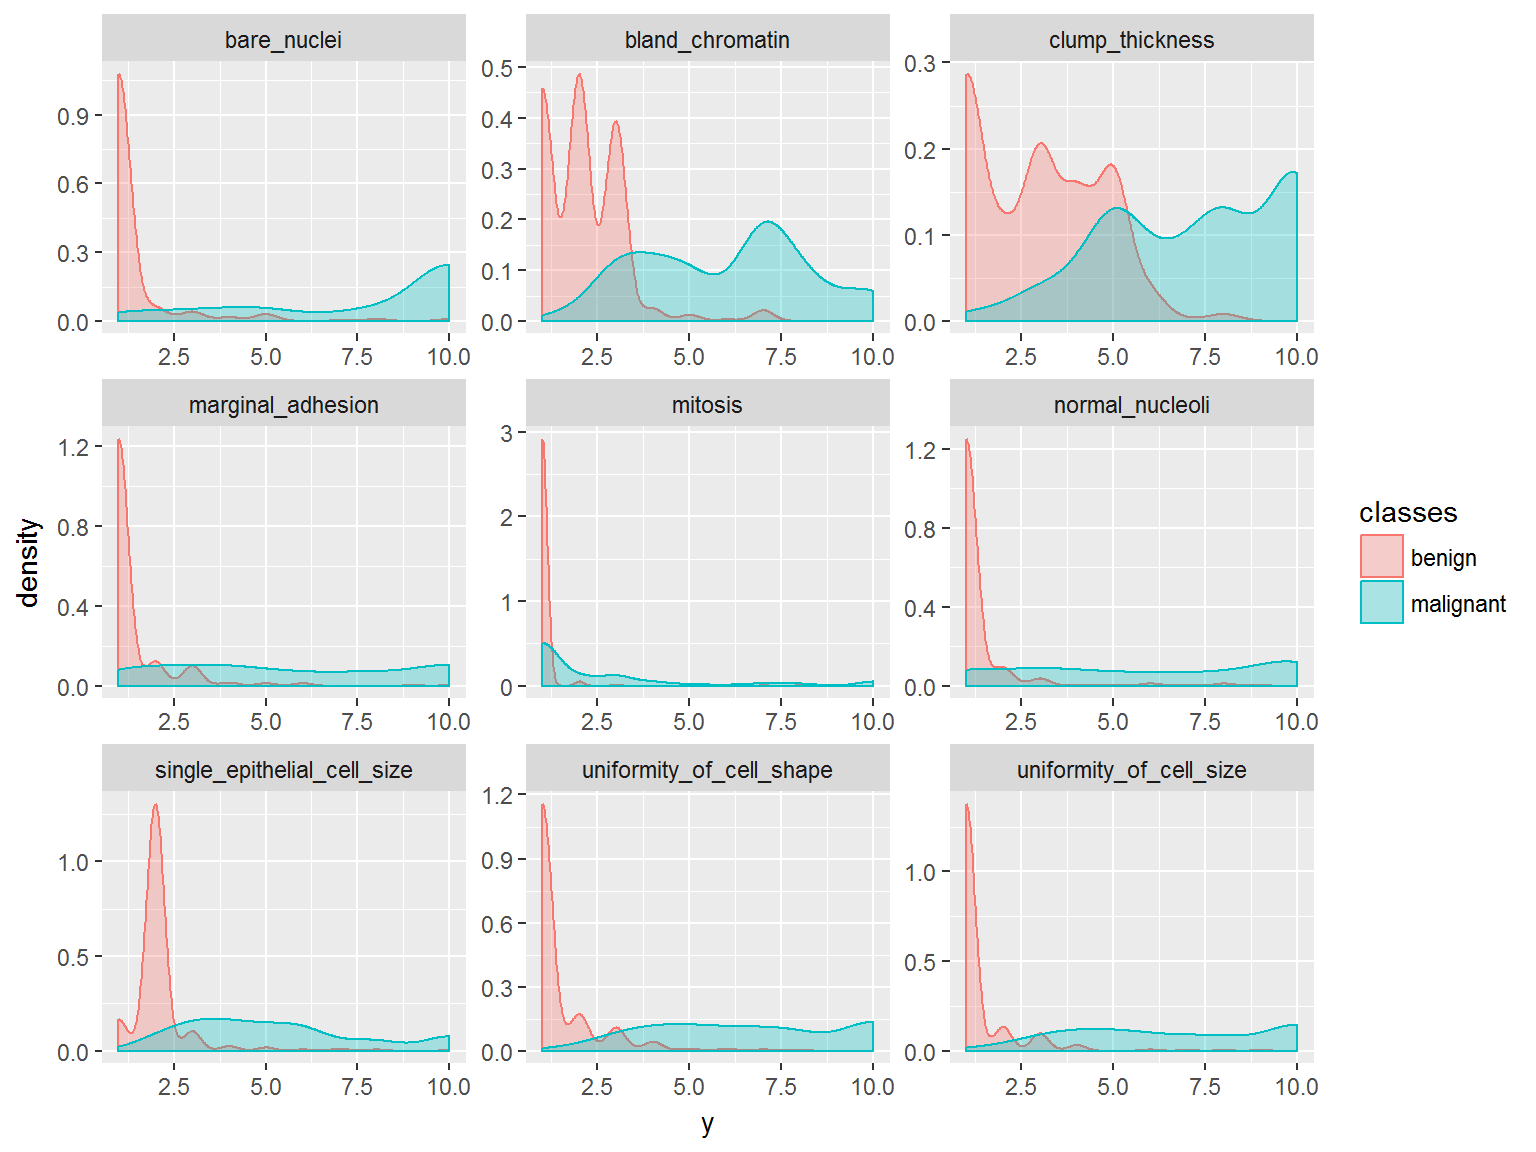 bare_nuclei
bland_chromatin
clump_thickness
0.9
0.6
0.3
0.0
2.5 5.0 7.5 10.0
0.5
0.4
0.3
0.2
0.1
0.0
2.5 5.0 7.5 10.0
0.3
0.2
0.1
0.0
2.5 5.0 7.5 10.0
marginal_adhesion
mitosis
normal_nucleoli
1.2
0.8
0.4
0.0
2.5 5.0 7.5 10.0
3
2
1
0
2.5 5.0 7.5 10.0
1.2
0.8
0.4
0.0
2.5 5.0 7.5 10.0
single_epithelial_cell_size
uniformity_of_cell_shape
uniformity_of_cell_size
1.0
0.5
0.0
2.5 5.0 7.5 10.0
1.2
0.9
0.6
0.3
0.0
2.5 5.0 7.5 10.0
1.0
0.5
0.0
2.5 5.0 7.5 10.0
density
y
classes
benign
malignant